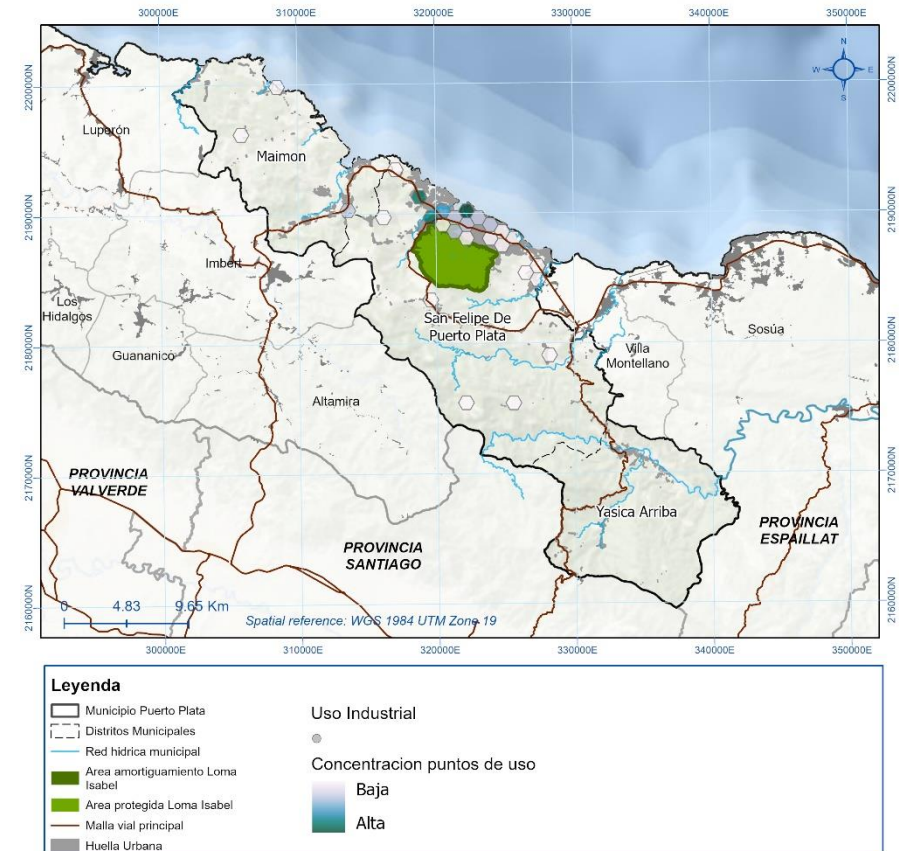 300000E 310000E 320000E 330000E 340000E 350000E
N
W E
S
2200000N 2200000N
Luperón
Maimon
2190000N 2190000N
Imbert
Los
Hidalgos
San Felipe De
Puerto Plata
Sosúa
2180000N 2180000N
Guananico
Villa
Montellano
Altamira
2170000N 2170000N
PROVINCIA
VALVERDE
Yasica Arriba
PROVINCIA
ESPAILLAT
PROVINCIA
SANTIAGO
2160000N 2160000N
0 4.83 9.65 Km
Spatial reference: WGS 1984 UTM Zone 19
300000E 310000E 320000E 330000E 340000E 350000E
Leyenda
Municipio Puerto Plata
Distritos Municipales
Red hidrica municipal
Area amortiguamiento Loma
Isabel
Area protegida Loma Isabel
Malla vial principal
Huella Urbana
Uso Industrial
Concentracion puntos de uso
Baja
Alta